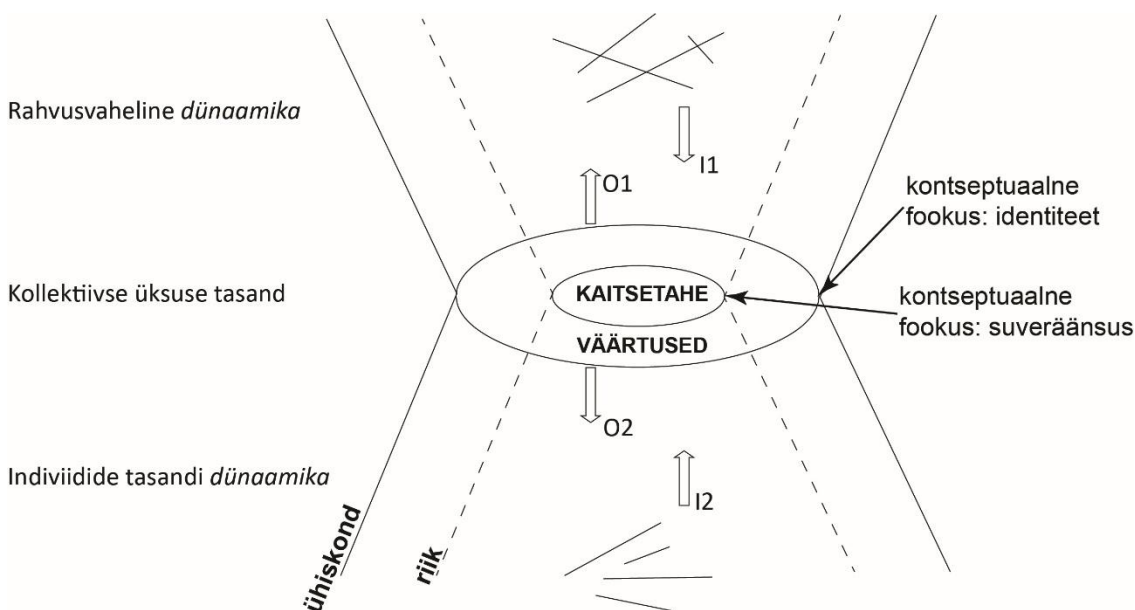 Rahvusvaheline dünaamika
I1
O1
kontseptuaalne
fookus: identiteet
Kollektiivse üksuse tasand
KAITSETAHE
kontseptuaalne
fookus: suveräänsus
VÄÄRTUSED
O2
Indiviidide tasandi dünaamika
I2
ühiskond
riik